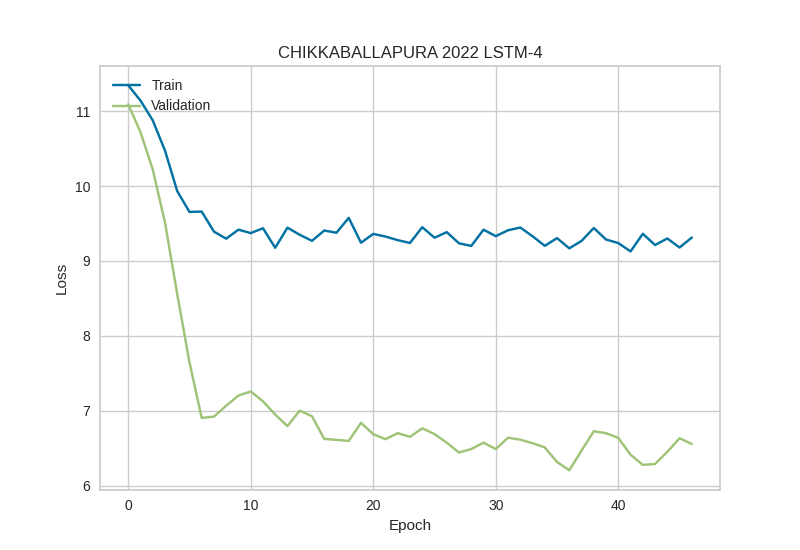 CHIKKABALLAPURA 2022 LSTM-4
Train
Validation
11
10
9
8
7
6
Loss
0 10 20 30 40
Epoch